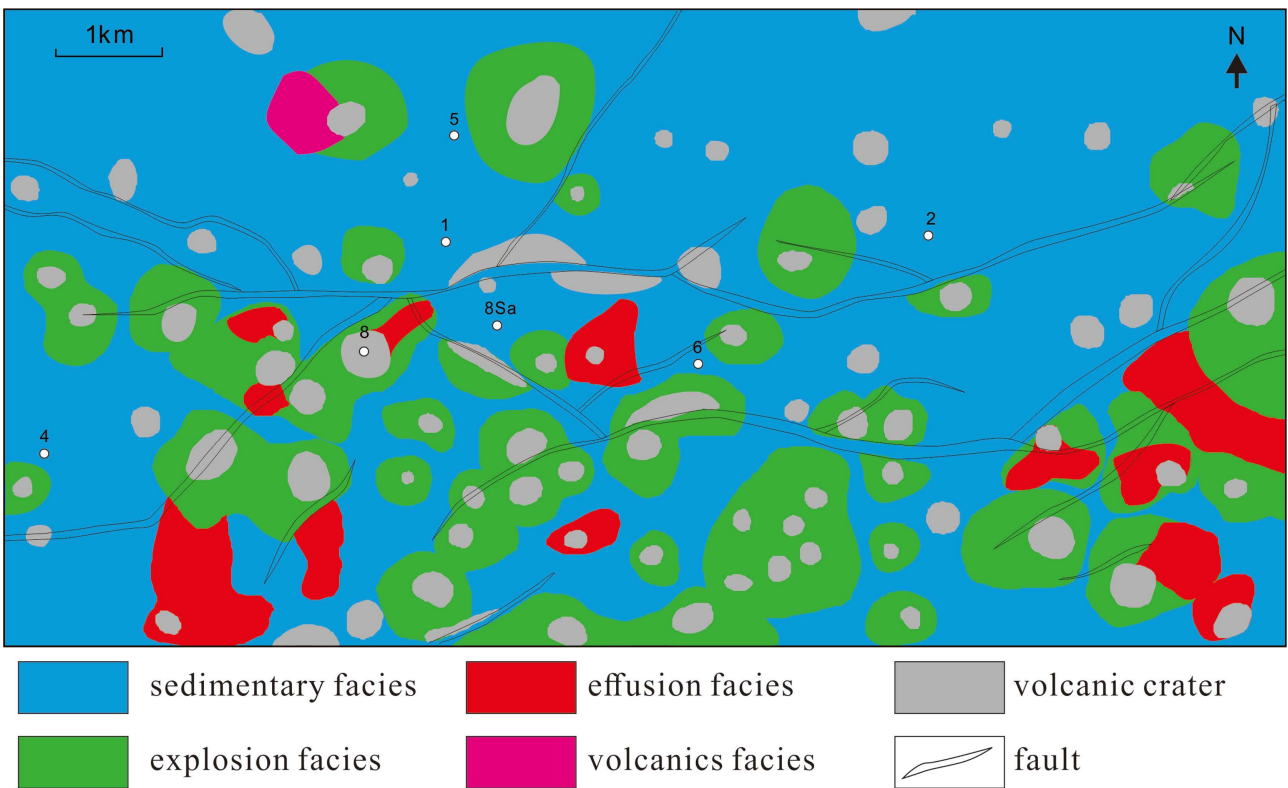 1km
N
5
1
2
8Sa
8
6
4
sedimentary facies
effusion facies
volcanic crater
explosion facies
volcanics facies
fault